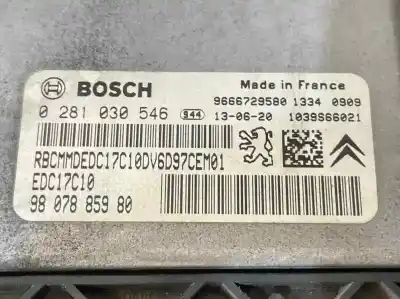 BOSCH
Made in France
9666729580 1334 0909
0 281 030 546 944 13-06-20 1039S66021
RBCMMDEDC17C10DV6D97CEM01
EDC17C10
98 078 859 80